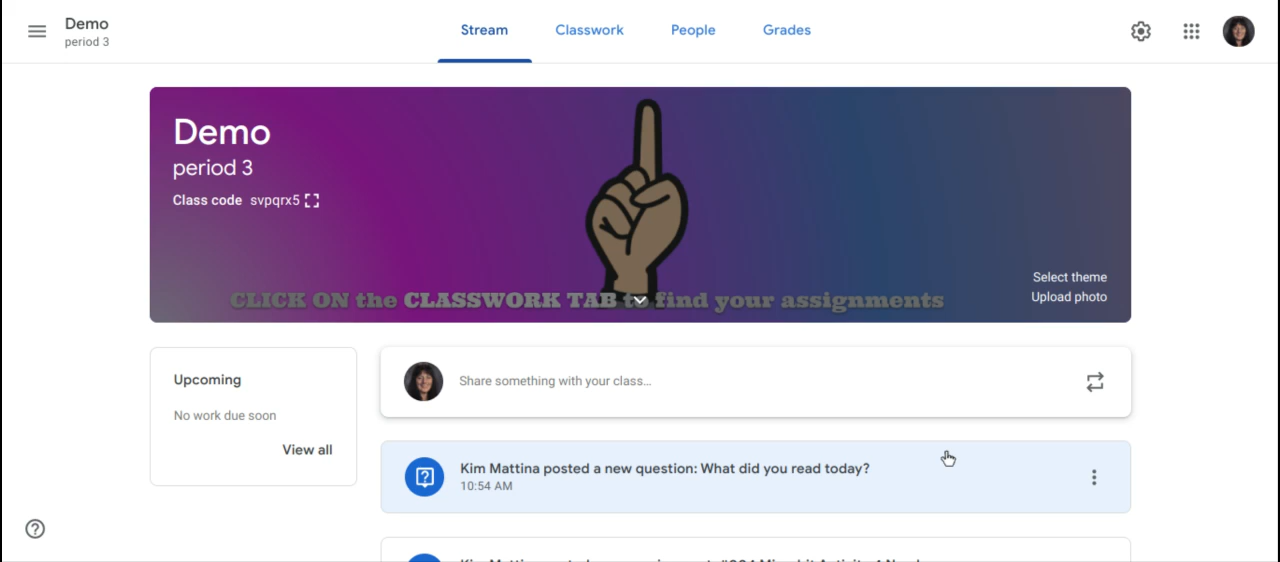 Demo
period 3
Stream
Classwork
People
Grades
Demo
period 3
Class code svpqrx5
CLICK ON the CLASSWORK TAB to find your assignments
Select theme
Upload photo
Upcoming
No work due soon
View all
Share something with your class...
Kim Mattina posted a new question: What did you read today?
10:54 AM